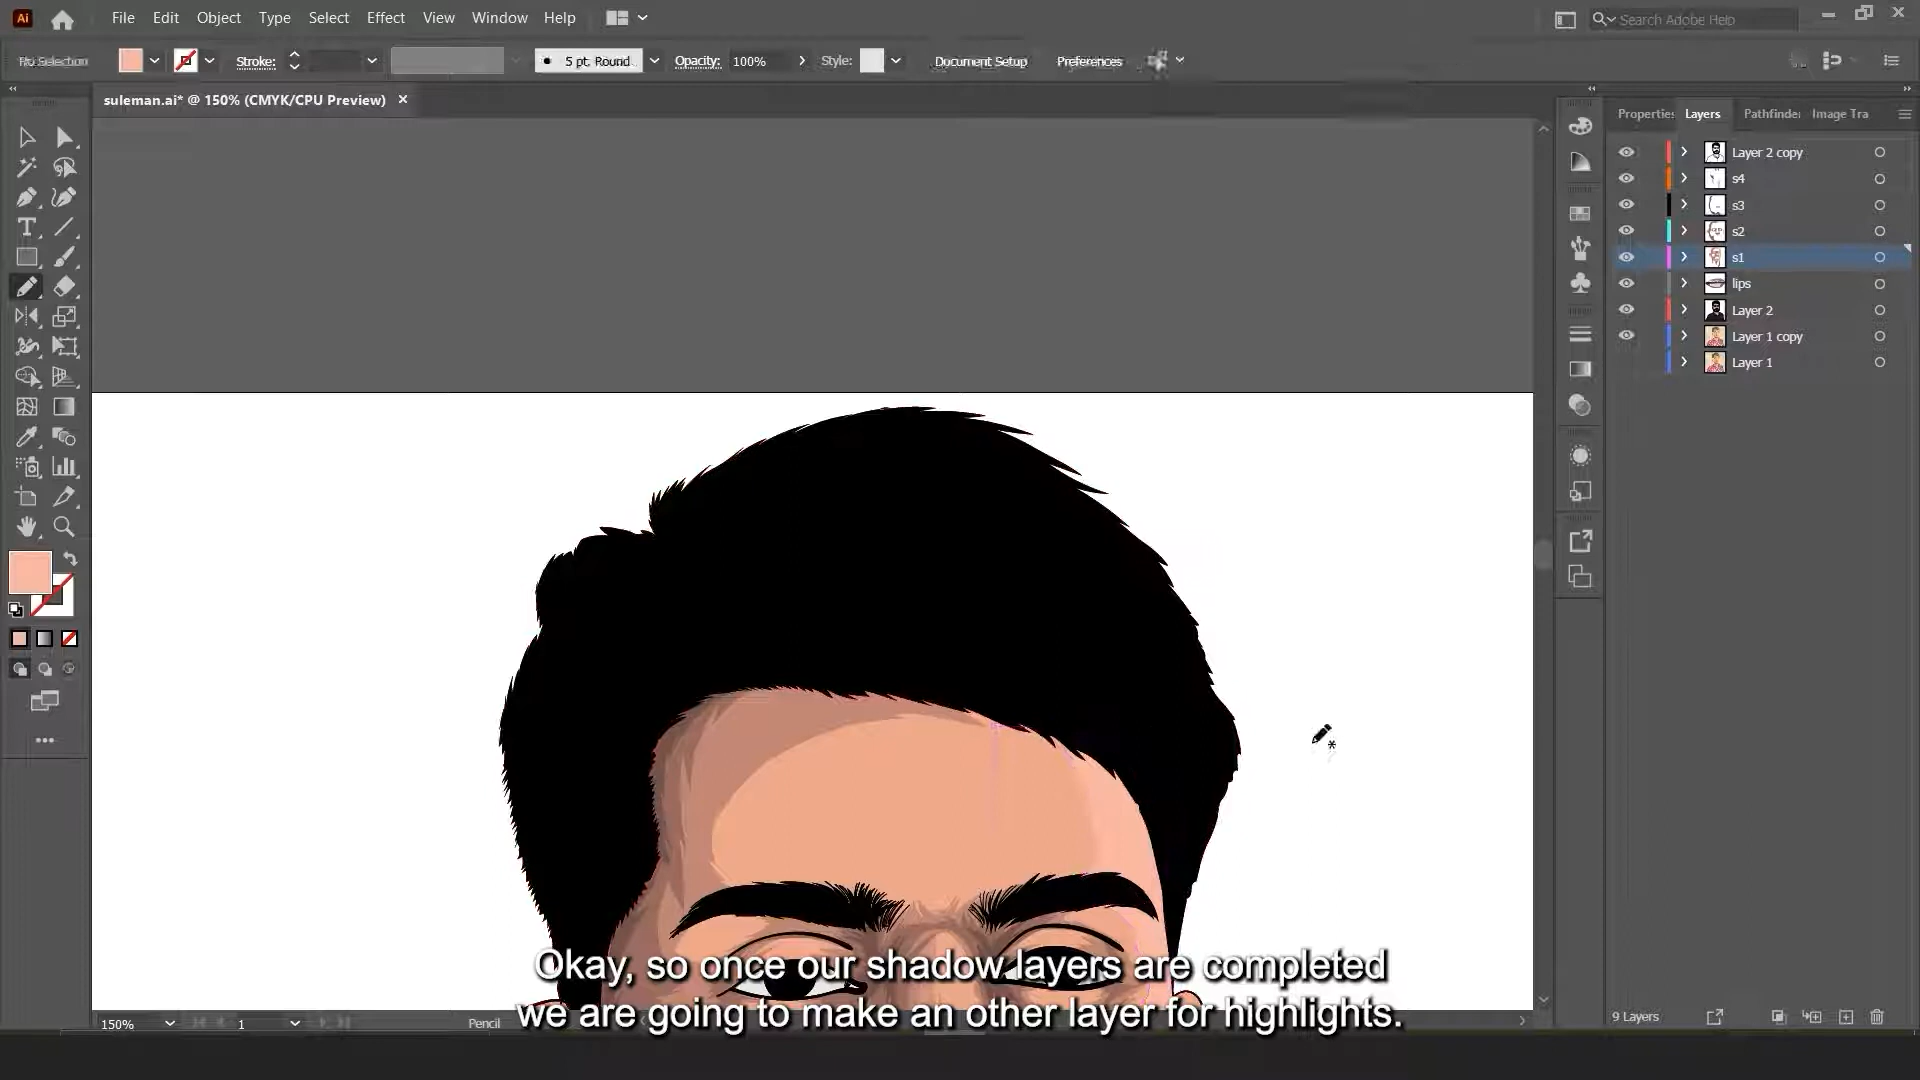 Ai
File Edit Object Type Select Effect View Window Help
Search Adobe Help
No Selection
Stroke:
5 pt. Round
Opacity: 100%
Style:
Document Setup
Preferences
suleman.ai* @ 150% (CMYK/CPU Preview)
Properties Layers Pathfinder Image Tra
Layer 2 copy
s4
s3
s2
s1
lips
Layer 2
Layer 1 copy
Layer 1
Okay, so once our shadow layers are completed
we are going to make an other layer for highlights.
150%
1
Pencil
9 Layers